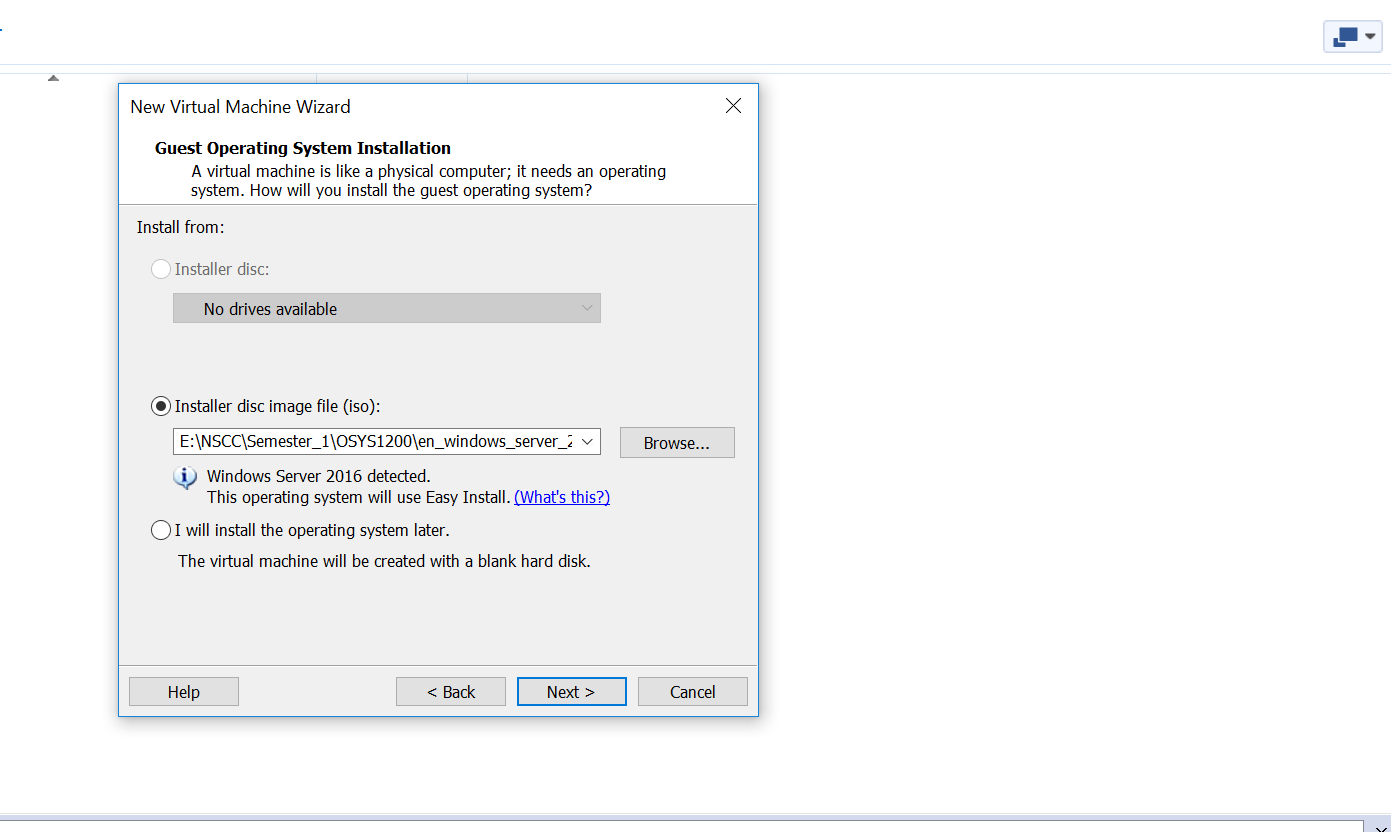 New Virtual Machine Wizard
Guest Operating System Installation
A virtual machine is like a physical computer; it needs an operating
system. How will you install the guest operating system?
Install from:
Installer disc:
No drives available
Installer disc image file (iso):
E:\NSCC\Semester_1\OSYS1200\en_windows_server_2
Browse...
Windows Server 2016 detected.
This operating system will use Easy Install. (What's this?)
I will install the operating system later.
The virtual machine will be created with a blank hard disk.
Help
< Back
Next >
Cancel